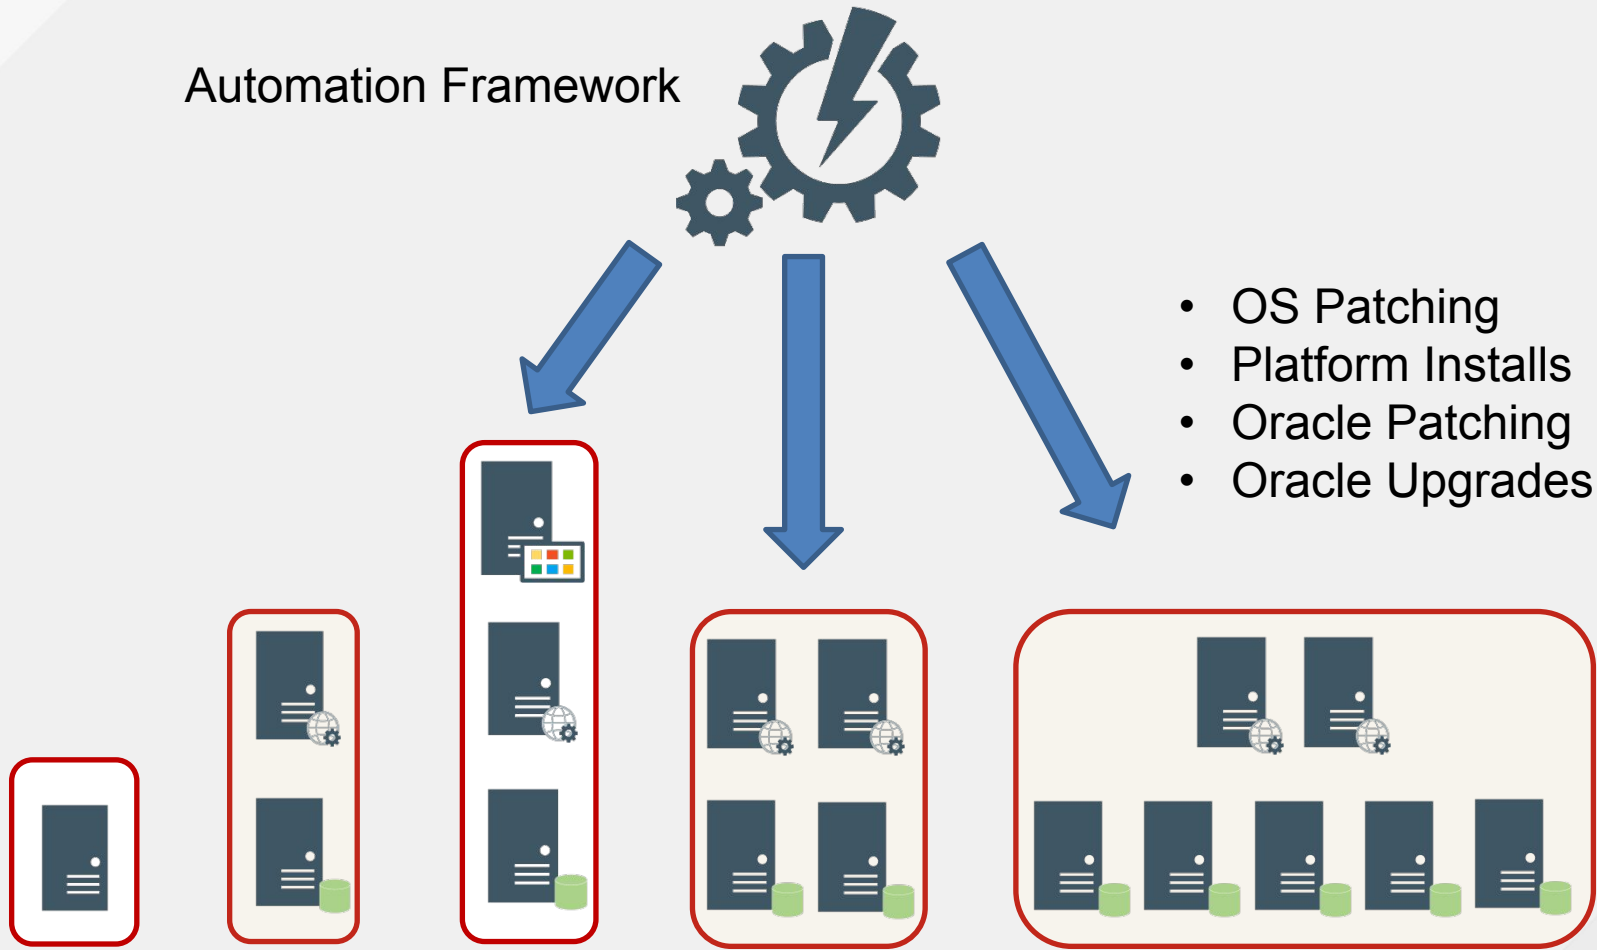 Automation Framework
• OS Patching
• Platform Installs
• Oracle Patching
• Oracle Upgrades